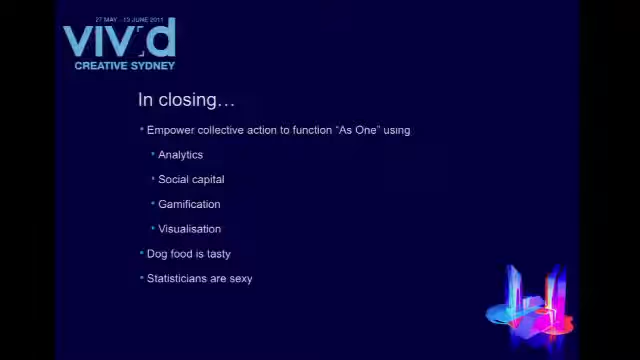 27 MAY - 13 JUNE 2011
vivid
CREATIVE SYDNEY
In closing…
• Empower collective action to function “As One” using
• Analytics
• Social capital
• Gamification
• Visualisation
• Dog food is tasty
• Statisticians are sexy